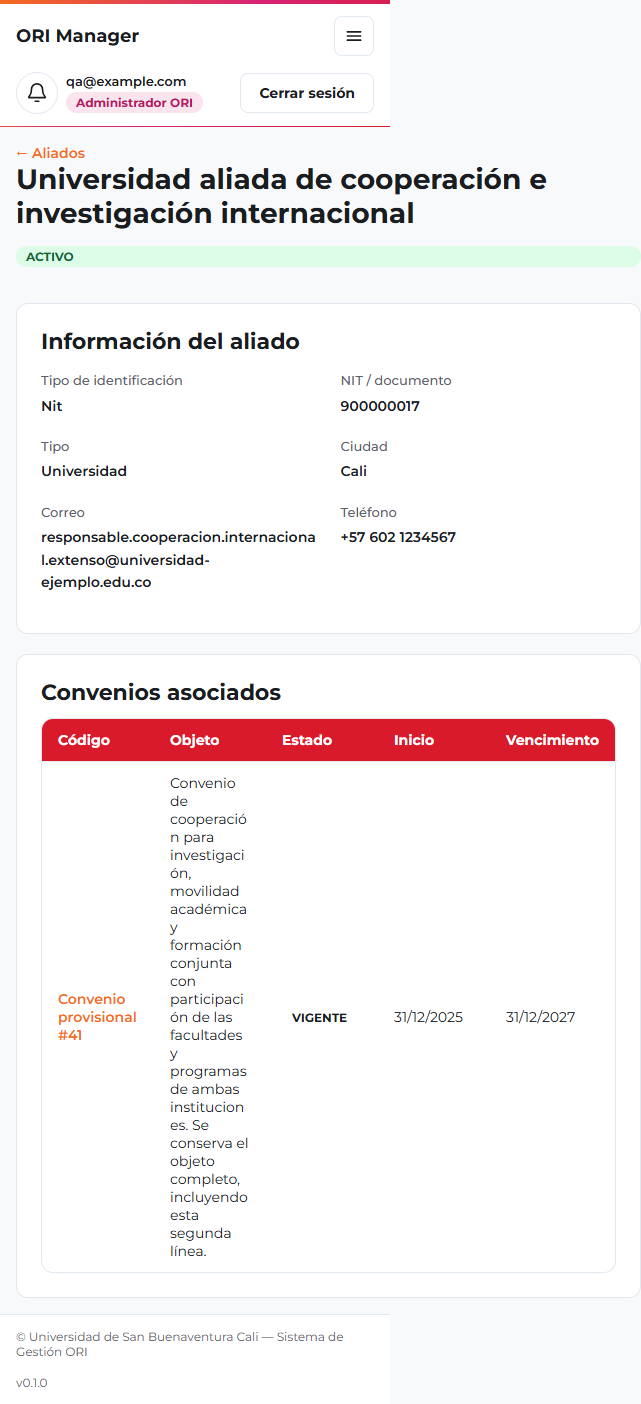 ORI Manager
qa@example.com
Administrador ORI
Cerrar sesión
← Aliados
Universidad aliada de cooperación e
investigación internacional
ACTIVO
Información del aliado
Tipo de identificación
Nit
NIT / documento
900000017
Tipo
Universidad
Ciudad
Cali
Correo
responsable.cooperacion.internaciona
l.extenso@universidad-
ejemplo.edu.co
Teléfono
+57 602 1234567
Convenios asociados
Código Objeto Estado Inicio Vencimiento
Convenio
provisional
#41
Convenio
de
cooperació
n para
investigaci
ón,
movilidad
académica
y
formación
conjunta
con
participaci
ón de las
facultades
y
programas
de ambas
institucion
es. Se
conserva el
objeto
completo,
incluyendo
esta
segunda
línea.
VIGENTE
31/12/2025
31/12/2027
© Universidad de San Buenaventura Cali — Sistema de
Gestión ORI
v0.1.0